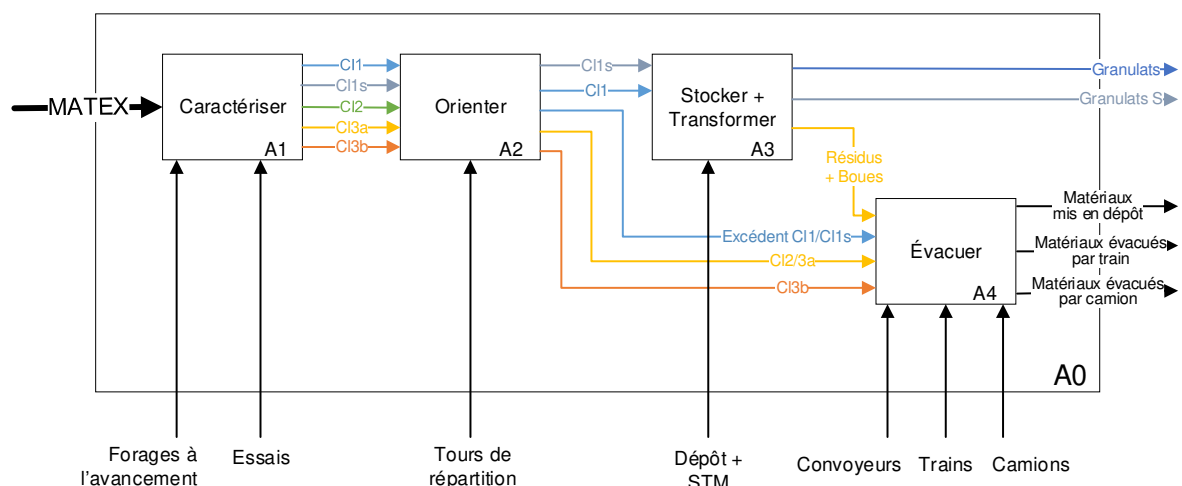 MATEX
Caractériser
A1
Cl1
Cl1s
Cl2
Cl3a
Cl3b
Orienter
A2
Cl1s
Cl1
Stocker +
Transformer
A3
Granulats
Granulats S
Résidus
+ Boues
Excédent Cl1/Cl1s
Cl2/3a
Cl3b
Évacuer
A4
Matériaux
mis en dépôt
Matériaux évacués
par train
Matériaux évacués
par camion
A0
Forages à
l'avancement
Essais
Tours de
répartition
Dépôt +
STM
Convoyeurs
Trains
Camions